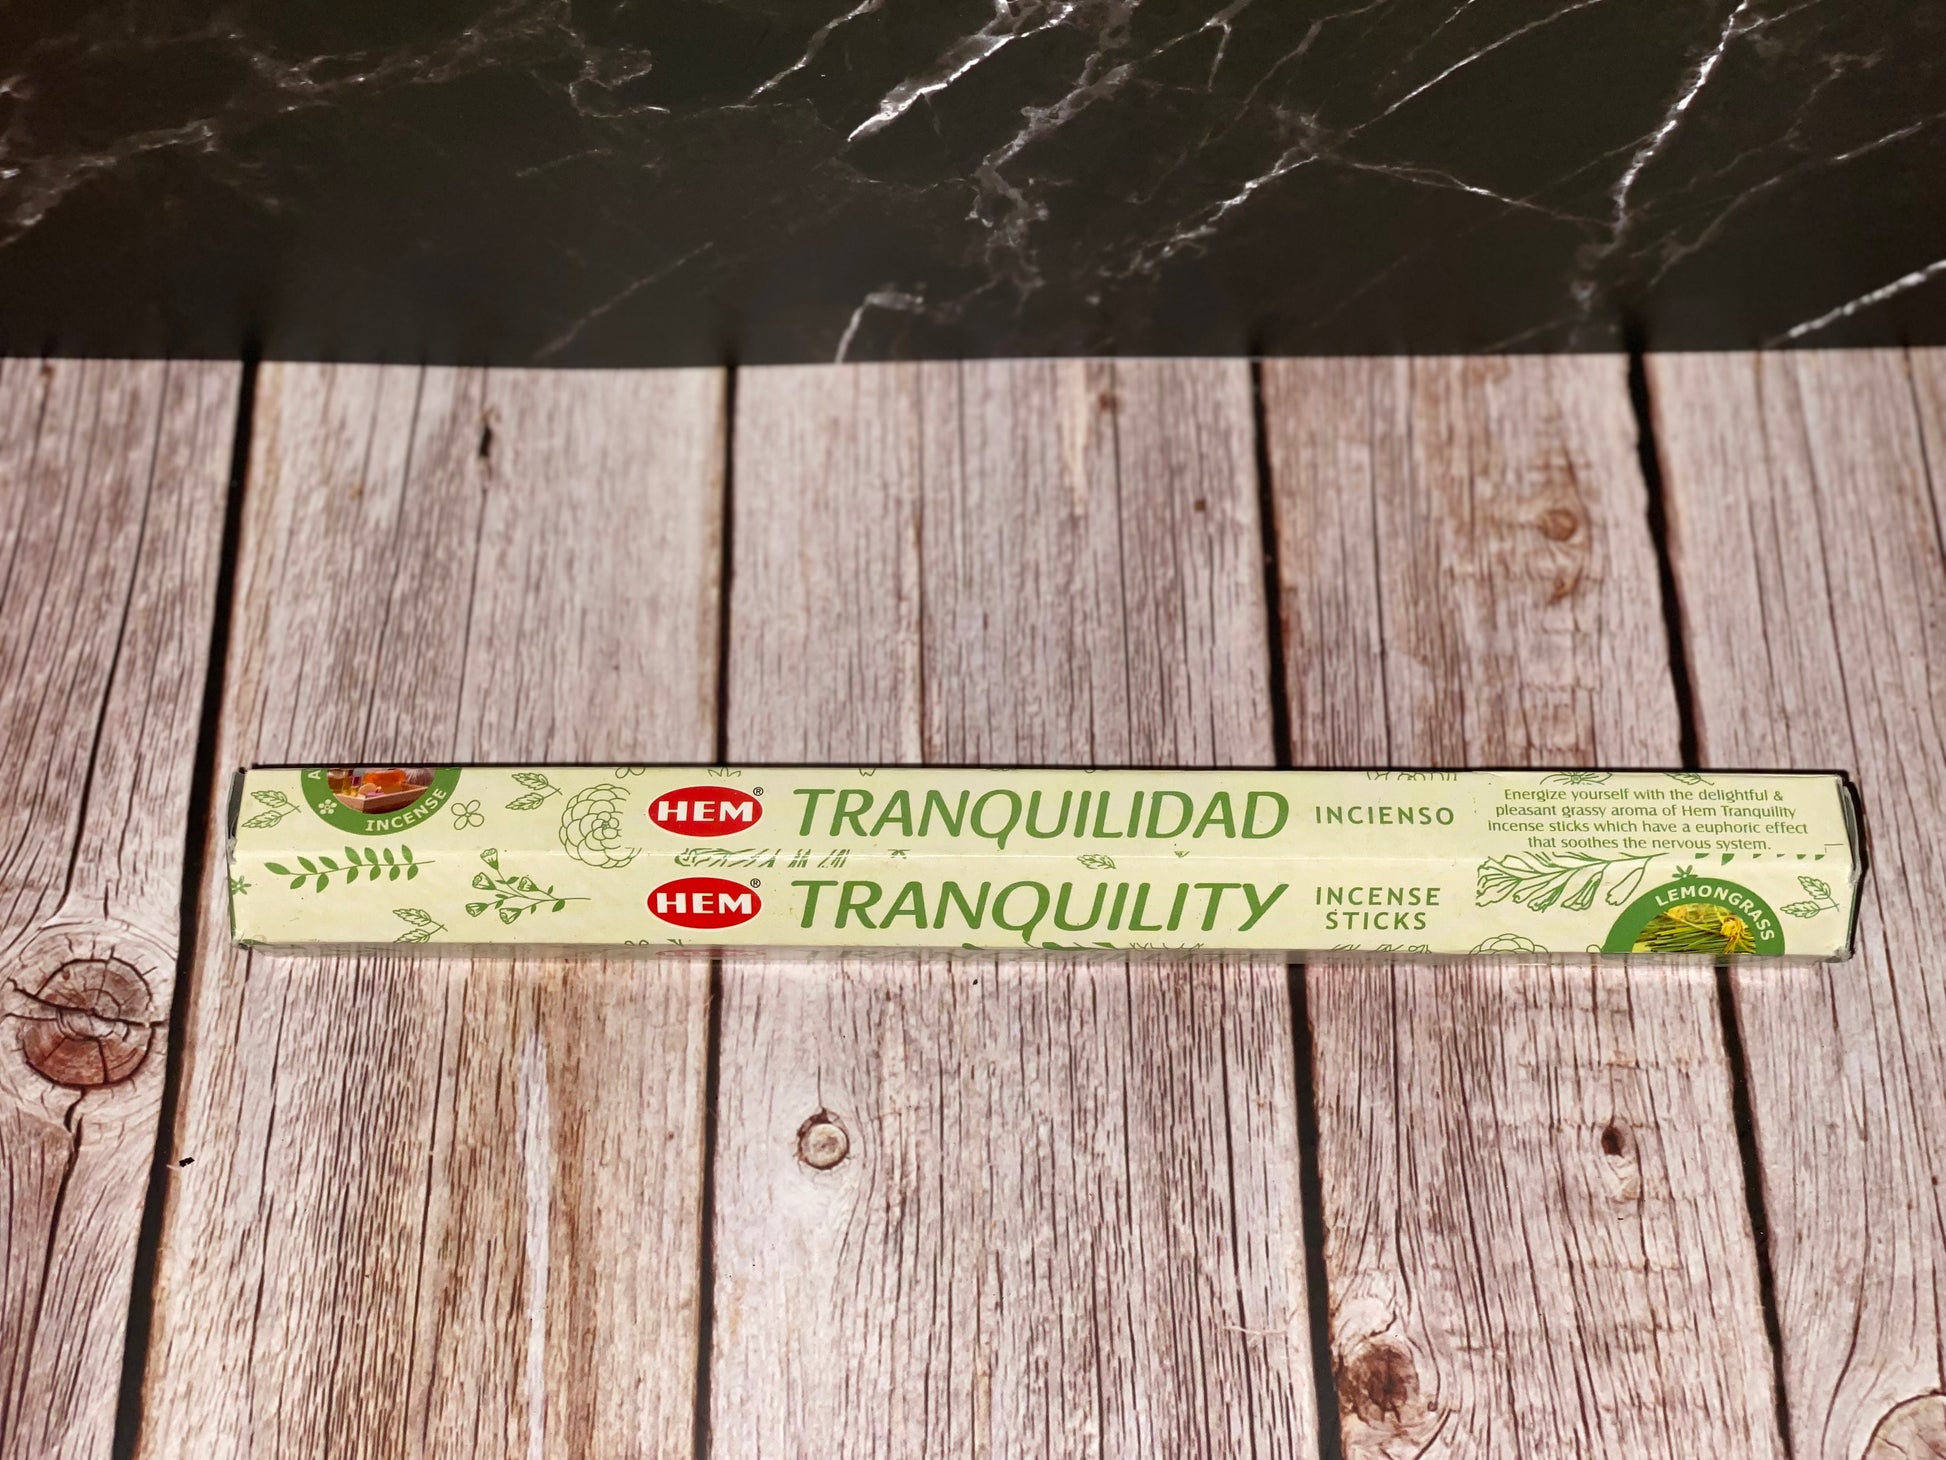 INCENSE
HEM® TRANQUILIDAD INCIENSO
Energize yourself with the delightful &
pleasant grassy aroma of Hem Tranquility
incense sticks which have a euphoric effect
that soothes the nervous system.
HEM® TRANQUILITY INCENSE
STICKS
LEMONGRASS